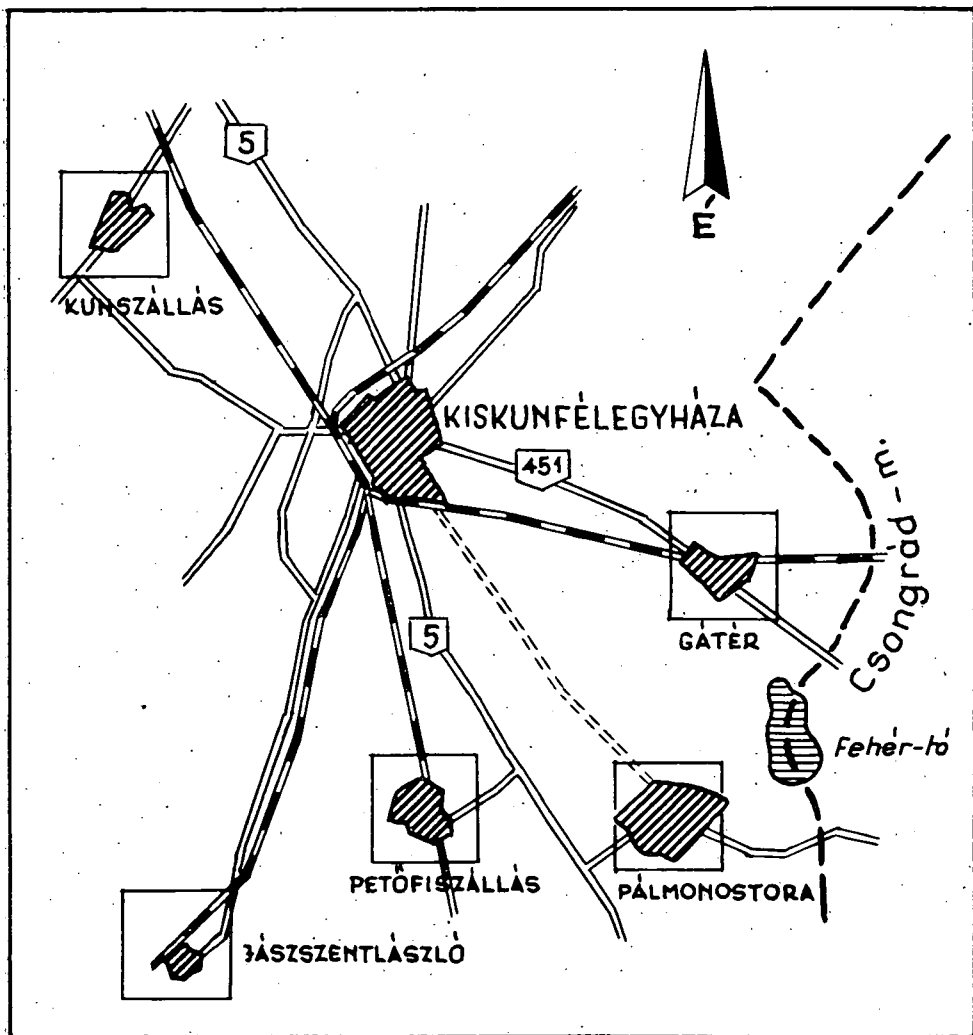 5
É
KUNSZÁLLÁS
KISKUNFÉLEGYHÁZA
451
Csongrád-m.
GÁTÉR
5
Fehér-tó
PETŐFISZÁLLÁS
PÁLMONOSTORA
JÁSZSZENTLÁSZLÓ